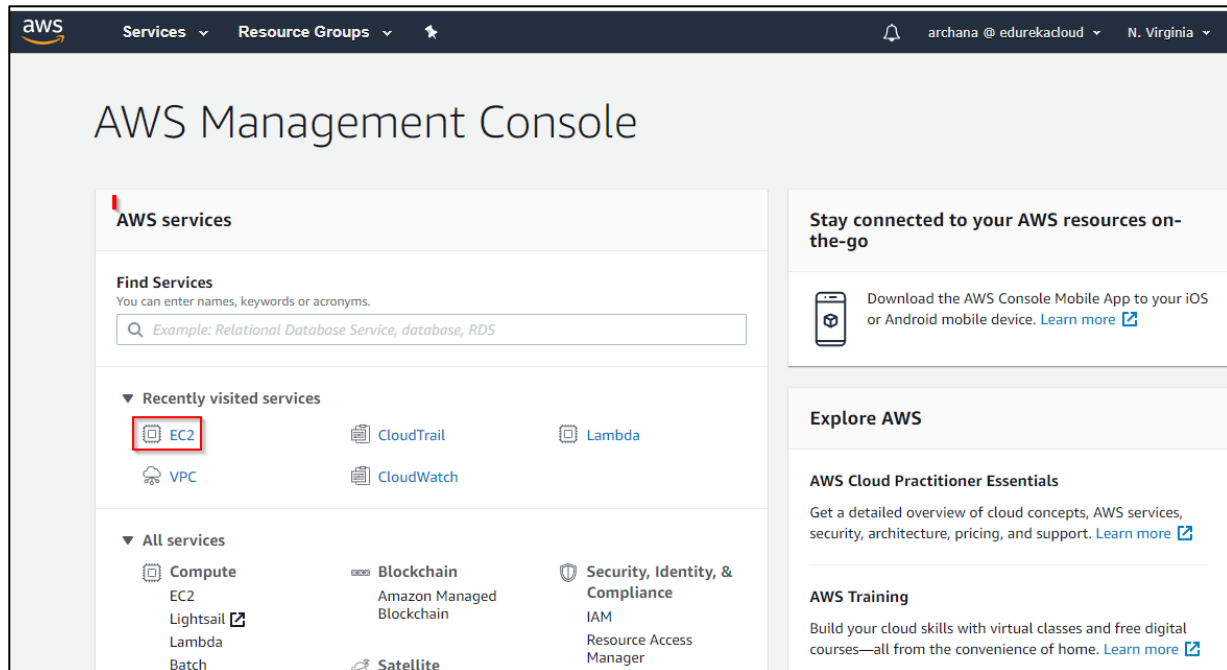 aws
Services
Resource Groups
archana @ edurekacloud
N. Virginia
AWS Management Console
AWS services
Find Services
You can enter names, keywords or acronyms.
Example: Relational Database Service, database, RDS
Recently visited services
EC2
CloudTrail
Lambda
VPC
CloudWatch
All services
Compute
EC2
Lightsail
Lambda
Batch
Blockchain
Amazon Managed
Blockchain
Satellite
Security, Identity, &
Compliance
IAM
Resource Access
Manager
Stay connected to your AWS resources on-
the-go
Download the AWS Console Mobile App to your iOS
or Android mobile device. Learn more
Explore AWS
AWS Cloud Practitioner Essentials
Get a detailed overview of cloud concepts, AWS services,
security, architecture, pricing, and support. Learn more
AWS Training
Build your cloud skills with virtual classes and free digital
courses—all from the convenience of home. Learn more